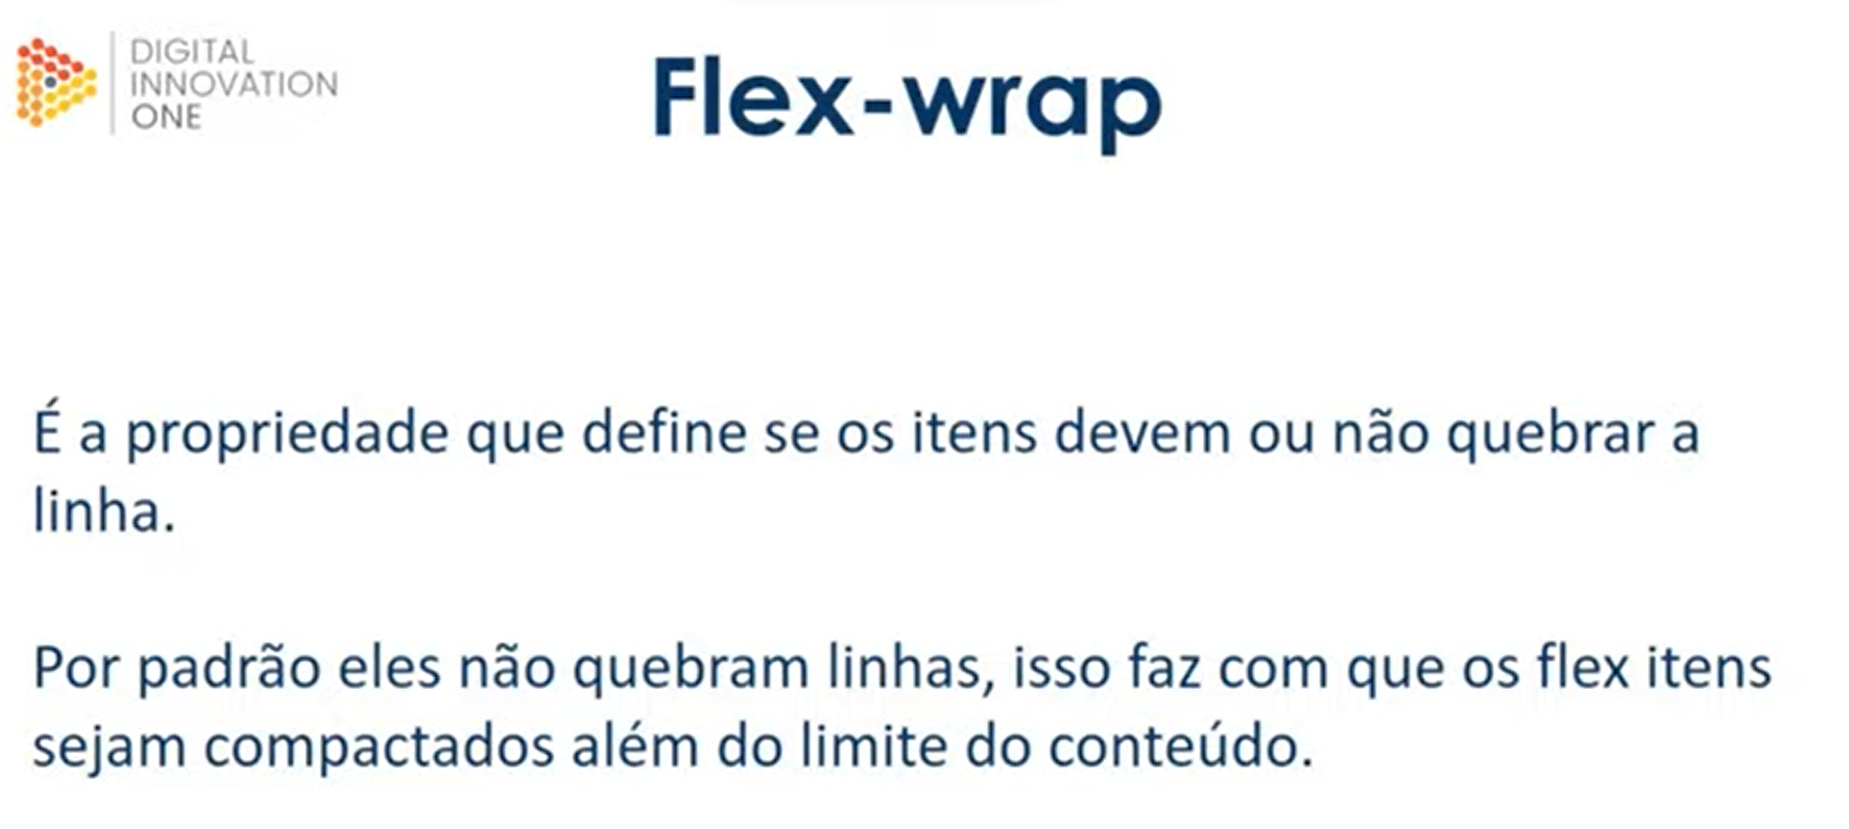 DIGITAL
INNOVATION
ONE
Flex-wrap
É a propriedade que define se os itens devem ou não quebrar a
linha.
Por padrão eles não quebram linhas, isso faz com que os flex itens
sejam compactados além do limite do conteúdo.